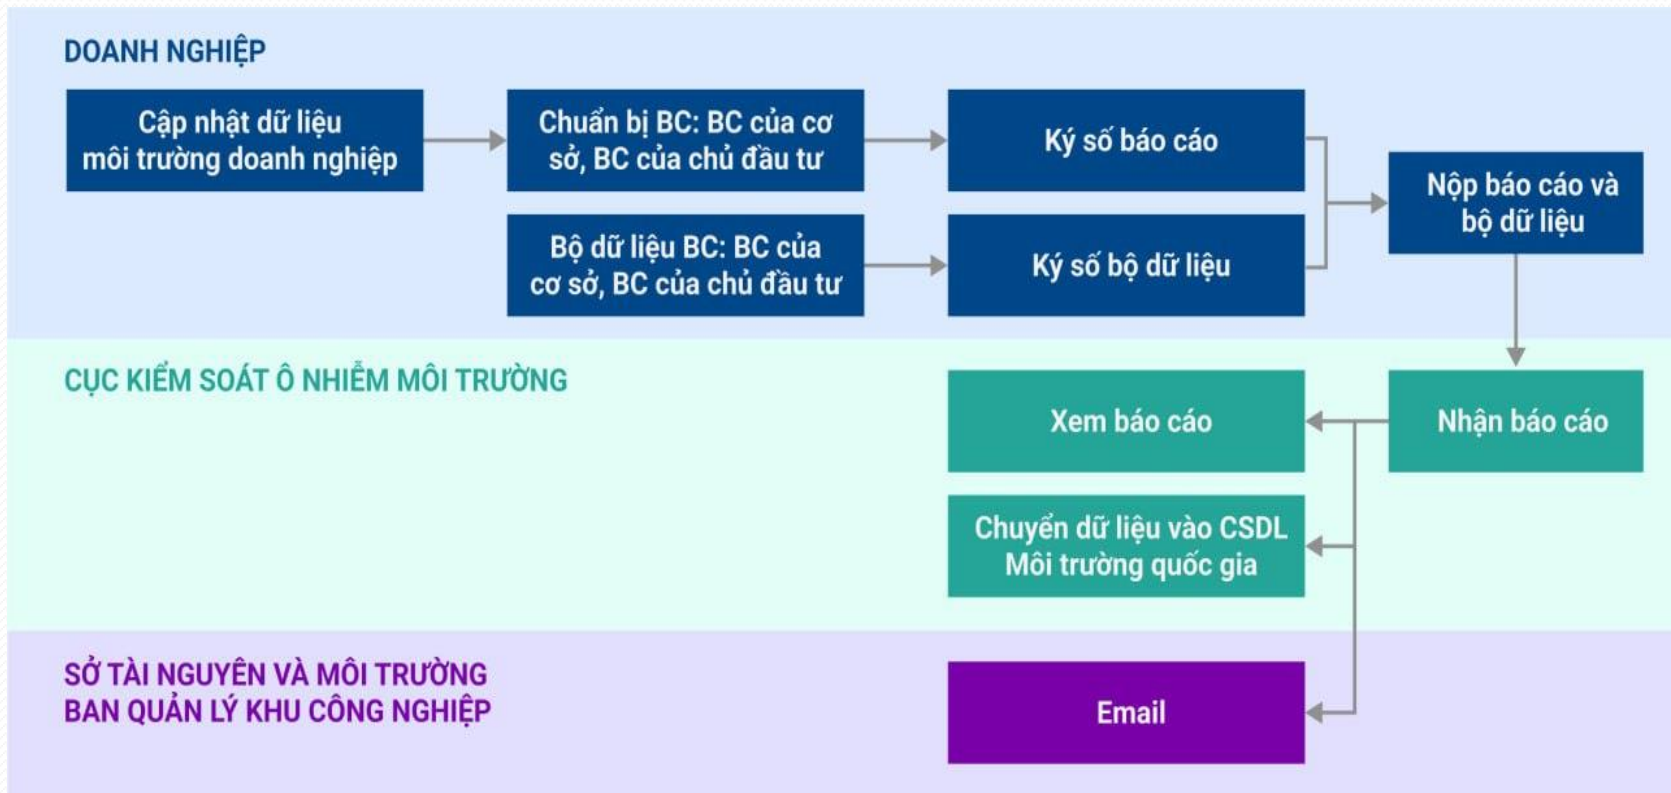 DOANH NGHIỆP
Cập nhật dữ liệu
môi trường doanh nghiệp
Chuẩn bị BC: BC của cơ
sở, BC của chủ đầu tư
Ký số báo cáo
Nộp báo cáo và
bộ dữ liệu
Bộ dữ liệu BC: BC của
cơ sở, BC của chủ đầu tư
Ký số bộ dữ liệu
CỤC KIỂM SOÁT Ô NHIỄM MÔI TRƯỜNG
Xem báo cáo
Nhận báo cáo
Chuyển dữ liệu vào CSDL
Môi trường quốc gia
SỞ TÀI NGUYÊN VÀ MÔI TRƯỜNG
BAN QUẢN LÝ KHU CÔNG NGHIỆP
Email